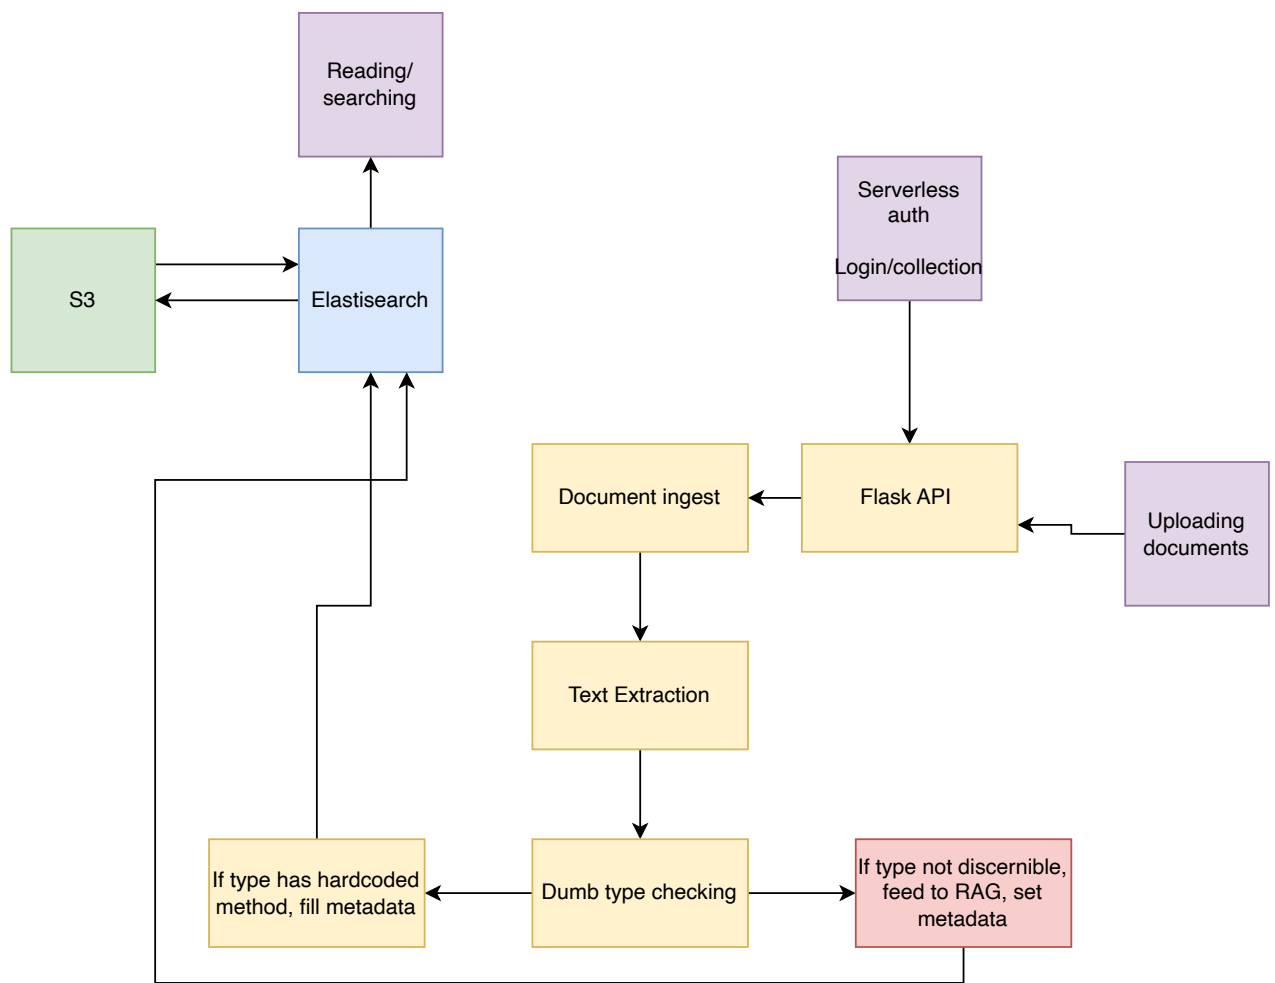 Reading/
searching
Serverless
auth
Login/collection
S3
Elastisearch
Document ingest
Flask API
Uploading
documents
Text Extraction
If type has hardcoded
method, fill metadata
Dumb type checking
If type not discernible,
feed to RAG, set
metadata